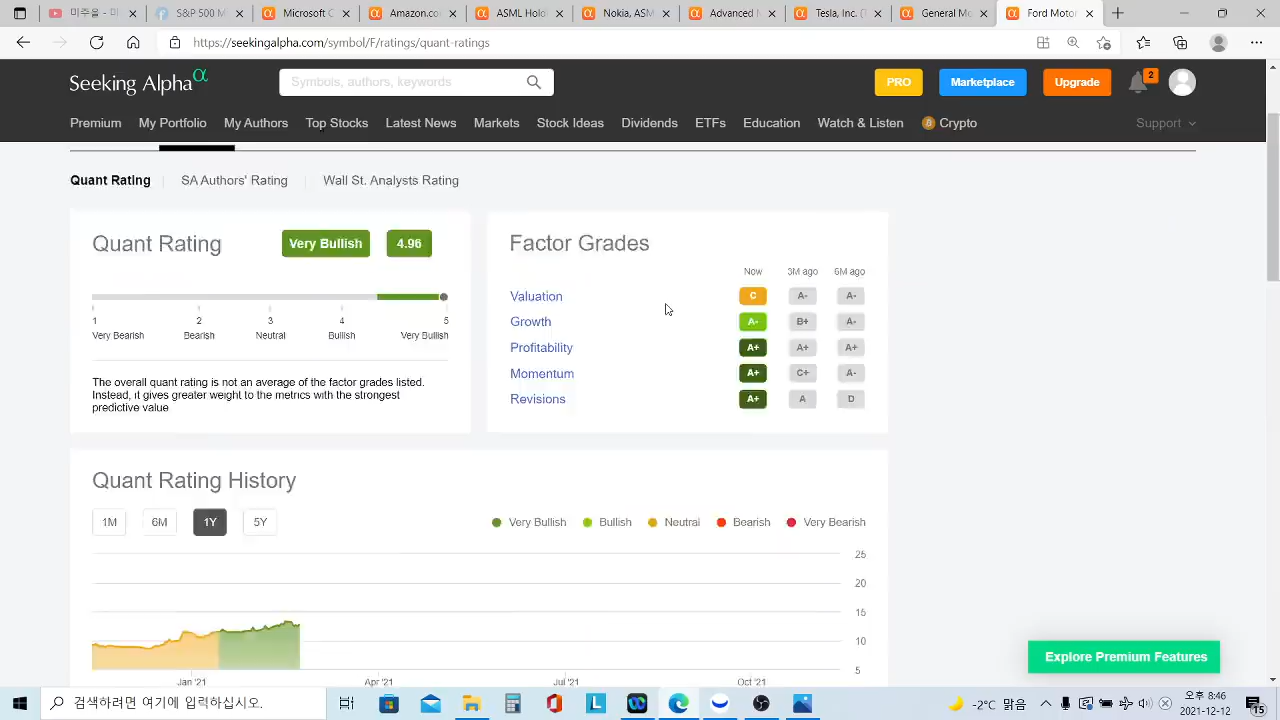 미주은 - 미
S&P500 M
Microsoft C
Amazon.co
ASML Hold
Nokia, ASM
Advanced
Tesla, Inc. (
General Mo
Ford Motor
https://seekingalpha.com/symbol/F/ratings/quant-ratings
Seeking Alpha α
Symbols, authors, keywords
PRO
Marketplace
Upgrade
2
Premium
My Portfolio
My Authors
Top Stocks
Latest News
Markets
Stock Ideas
Dividends
ETFs
Education
Watch & Listen
Crypto
Support
Quant Rating
SA Authors' Rating
Wall St. Analysts Rating
Quant Rating
Very Bullish
4.96
1 2 3 4 5
Very Bearish Bearish Neutral Bullish Very Bullish
The overall quant rating is not an average of the factor grades listed.
Instead, it gives greater weight to the metrics with the strongest
predictive value
Factor Grades
Now 3M ago 6M ago
Valuation C A- A-
Growth A- B+ A-
Profitability A+ A+ A+
Momentum A+ C+ A-
Revisions A+ A D
Quant Rating History
1M 6M 1Y 5Y
Very Bullish Bullish Neutral Bearish Very Bearish
25
20
15
10
5
Jan '21 Apr '21 Jul '21 Oct '21
Explore Premium Features
검색하려면 여기에 입력하십시오.
-2°C 맑음
오후 8:46
2021-12-12
15